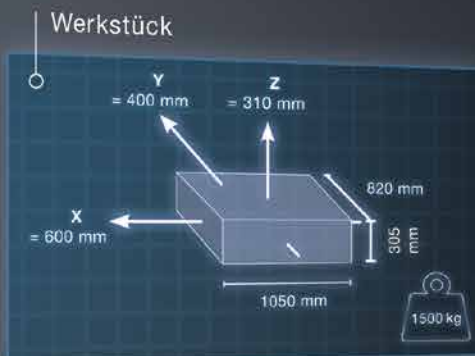 Werkstück
Y
= 400 mm
Z
= 310 mm
820 mm
X
= 600 mm
305
mm
1050 mm
1500 kg